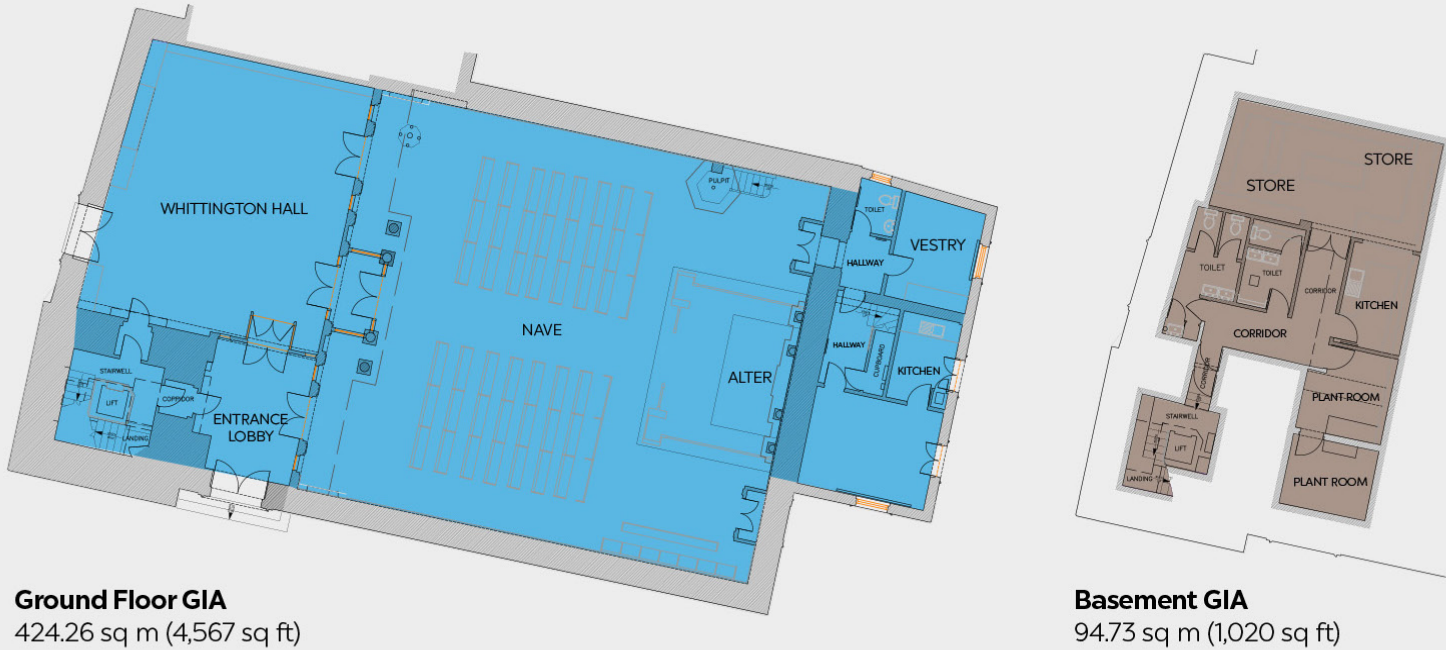 WHITTINGTON HALL
STAIRWELL
LIFT
CORRIDOR
LANDING
ENTRANCE
LOBBY
NAVE
PULPIT
ALTER
TOILET
HALLWAY
VESTRY
HALLWAY
CUPBOARD
KITCHEN
Ground Floor GIA
424.26 sq m (4,567 sq ft)
STORE
STORE
TOILET
TOILET
CORRIDOR
KITCHEN
CORRIDOR
CORRIDOR
PLANT ROOM
STAIRWELL
LIFT
LANDING
PLANT ROOM
Basement GIA
94.73 sq m (1,020 sq ft)